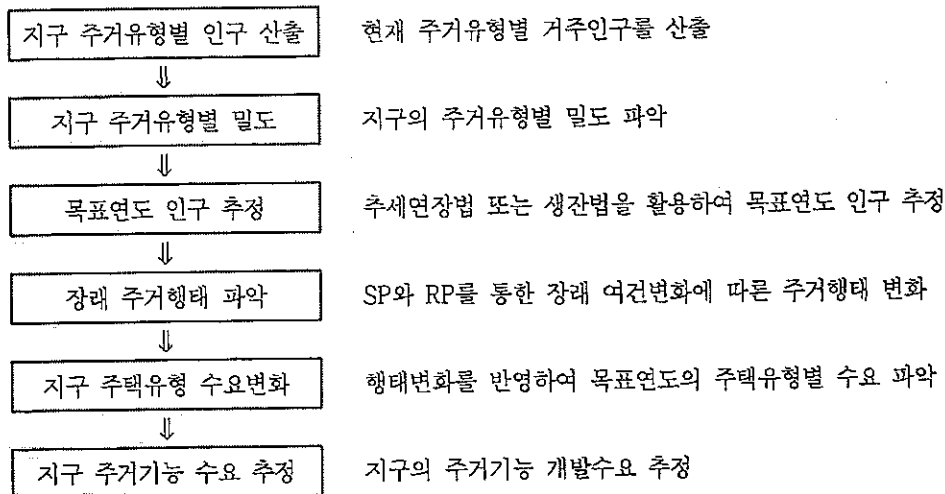 지구 주거유형별 인구 산출 현재 주거유형별 거주인구를 산출
⇓
지구 주거유형별 밀도 지구의 주거유형별 밀도 파악
⇓
목표연도 인구 추정 추세연장법 또는 생잔법을 활용하여 목표연도 인구 추정
⇓
장래 주거행태 파악 SP와 RP를 통한 장래 여건변화에 따른 주거행태 변화
⇓
지구 주택유형 수요변화 행태변화를 반영하여 목표연도의 주택유형별 수요 파악
⇓
지구 주거기능 수요 추정 지구의 주거기능 개발수요 추정